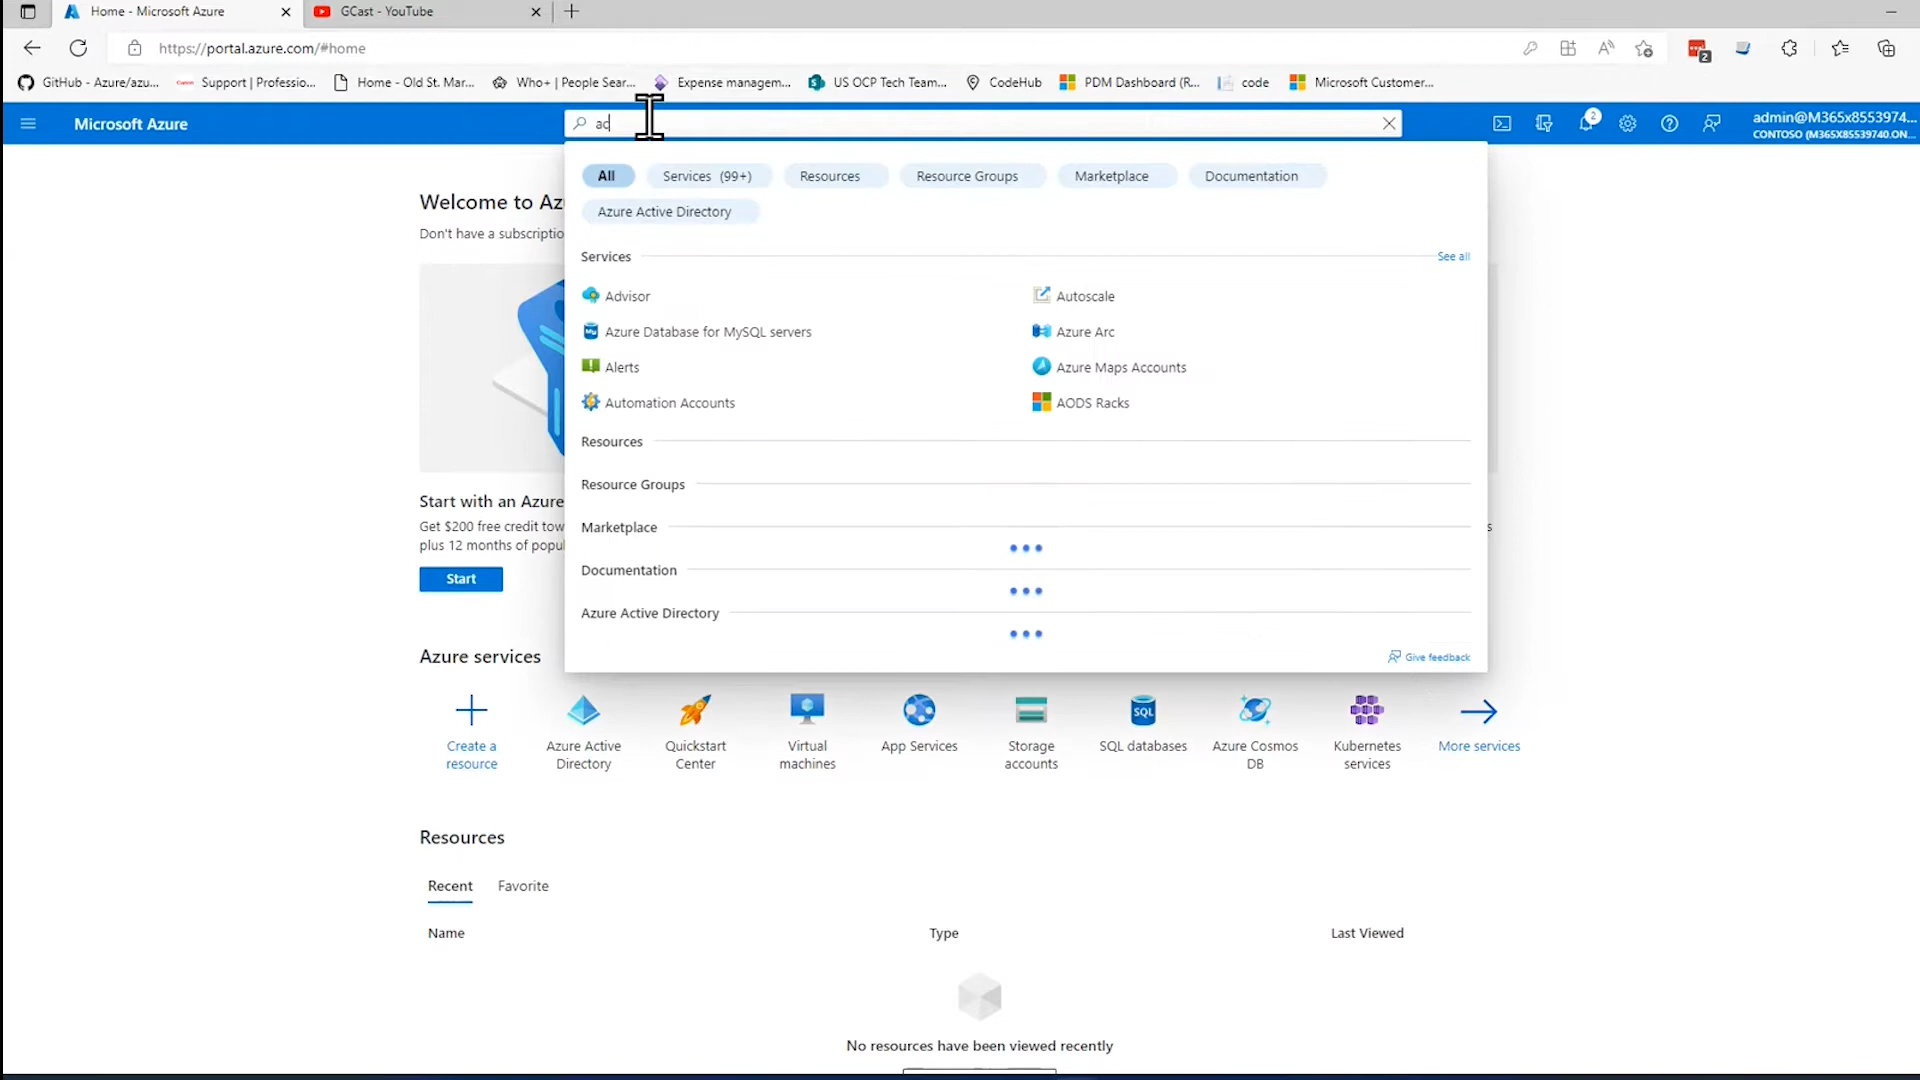 Home - Microsoft Azure
GCast - YouTube
https://portal.azure.com/#home
2
GitHub - Azure/azu...
Support | Professio...
Home - Old St. Mar...
Who+ | People Sear...
Expense managem...
US OCP Tech Team...
CodeHub
PDM Dashboard (R...
code
Microsoft Customer...
Microsoft Azure
ac
2
admin@M365x8553974...
CONTOSO (M365X85539740.ON...
All
Services (99+)
Resources
Resource Groups
Marketplace
Documentation
Azure Active Directory
Welcome to Az
Don't have a subscriptio
Services
See all
Advisor
Autoscale
Azure Database for MySQL servers
Azure Arc
Alerts
Azure Maps Accounts
Automation Accounts
AODS Racks
Resources
Resource Groups
Marketplace
Documentation
Azure Active Directory
Give feedback
Start with an Azure
Get $200 free credit tow
plus 12 months of popul
s
Start
Azure services
Create a
resource
Azure Active
Directory
Quickstart
Center
Virtual
machines
App Services
Storage
accounts
SQL
SQL databases
Azure Cosmos
DB
Kubernetes
services
More services
Resources
Recent
Favorite
Name
Type
Last Viewed
No resources have been viewed recently